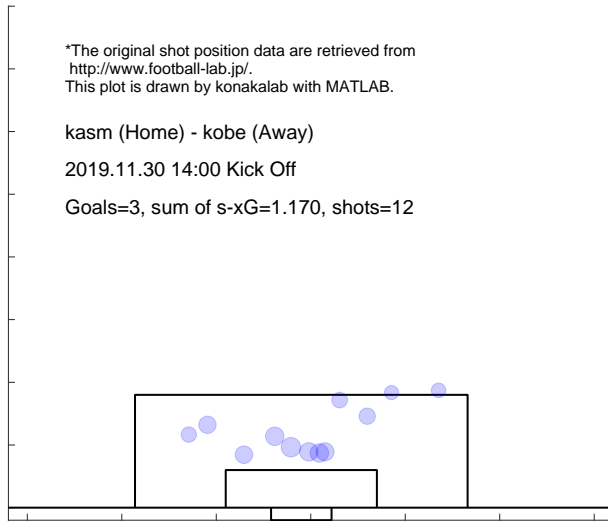 *The original shot position data are retrieved from
http://www.football-lab.jp/.
This plot is drawn by konakalab with MATLAB.
kasm (Home) - kobe (Away)
2019.11.30 14:00 Kick Off
Goals=3, sum of s-xG=1.170, shots=12